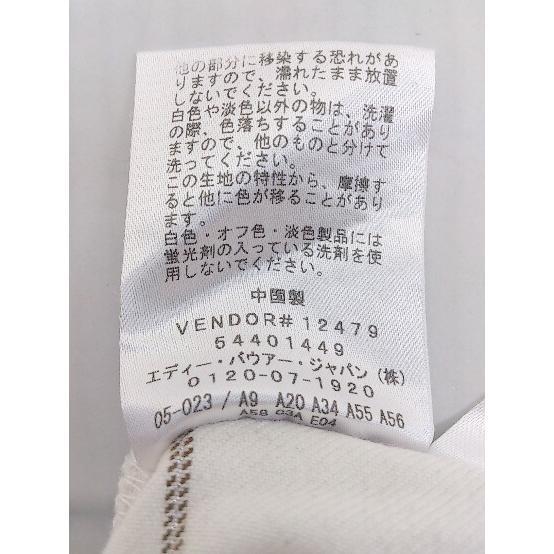 他の部分に移染する恐れがあ
りますので、濡れたまま放置
しないでください。
白色や淡色以外の物は、洗濯
の際、色落ちすることがあり
ますので、他のものと分けて
洗ってください。
この生地の特性から、摩擦す
ると他に色が移ることがあり
ます。
白色・オフ色・淡色製品には
蛍光剤の入っている洗剤を使
用しないでください。
中国製
VENDOR# 12479
54401449
エディー・バウアー・ジャパン(株)
0120-07-1920
05-023 / A9 A20 A34 A55 A56
A58 C3A E04